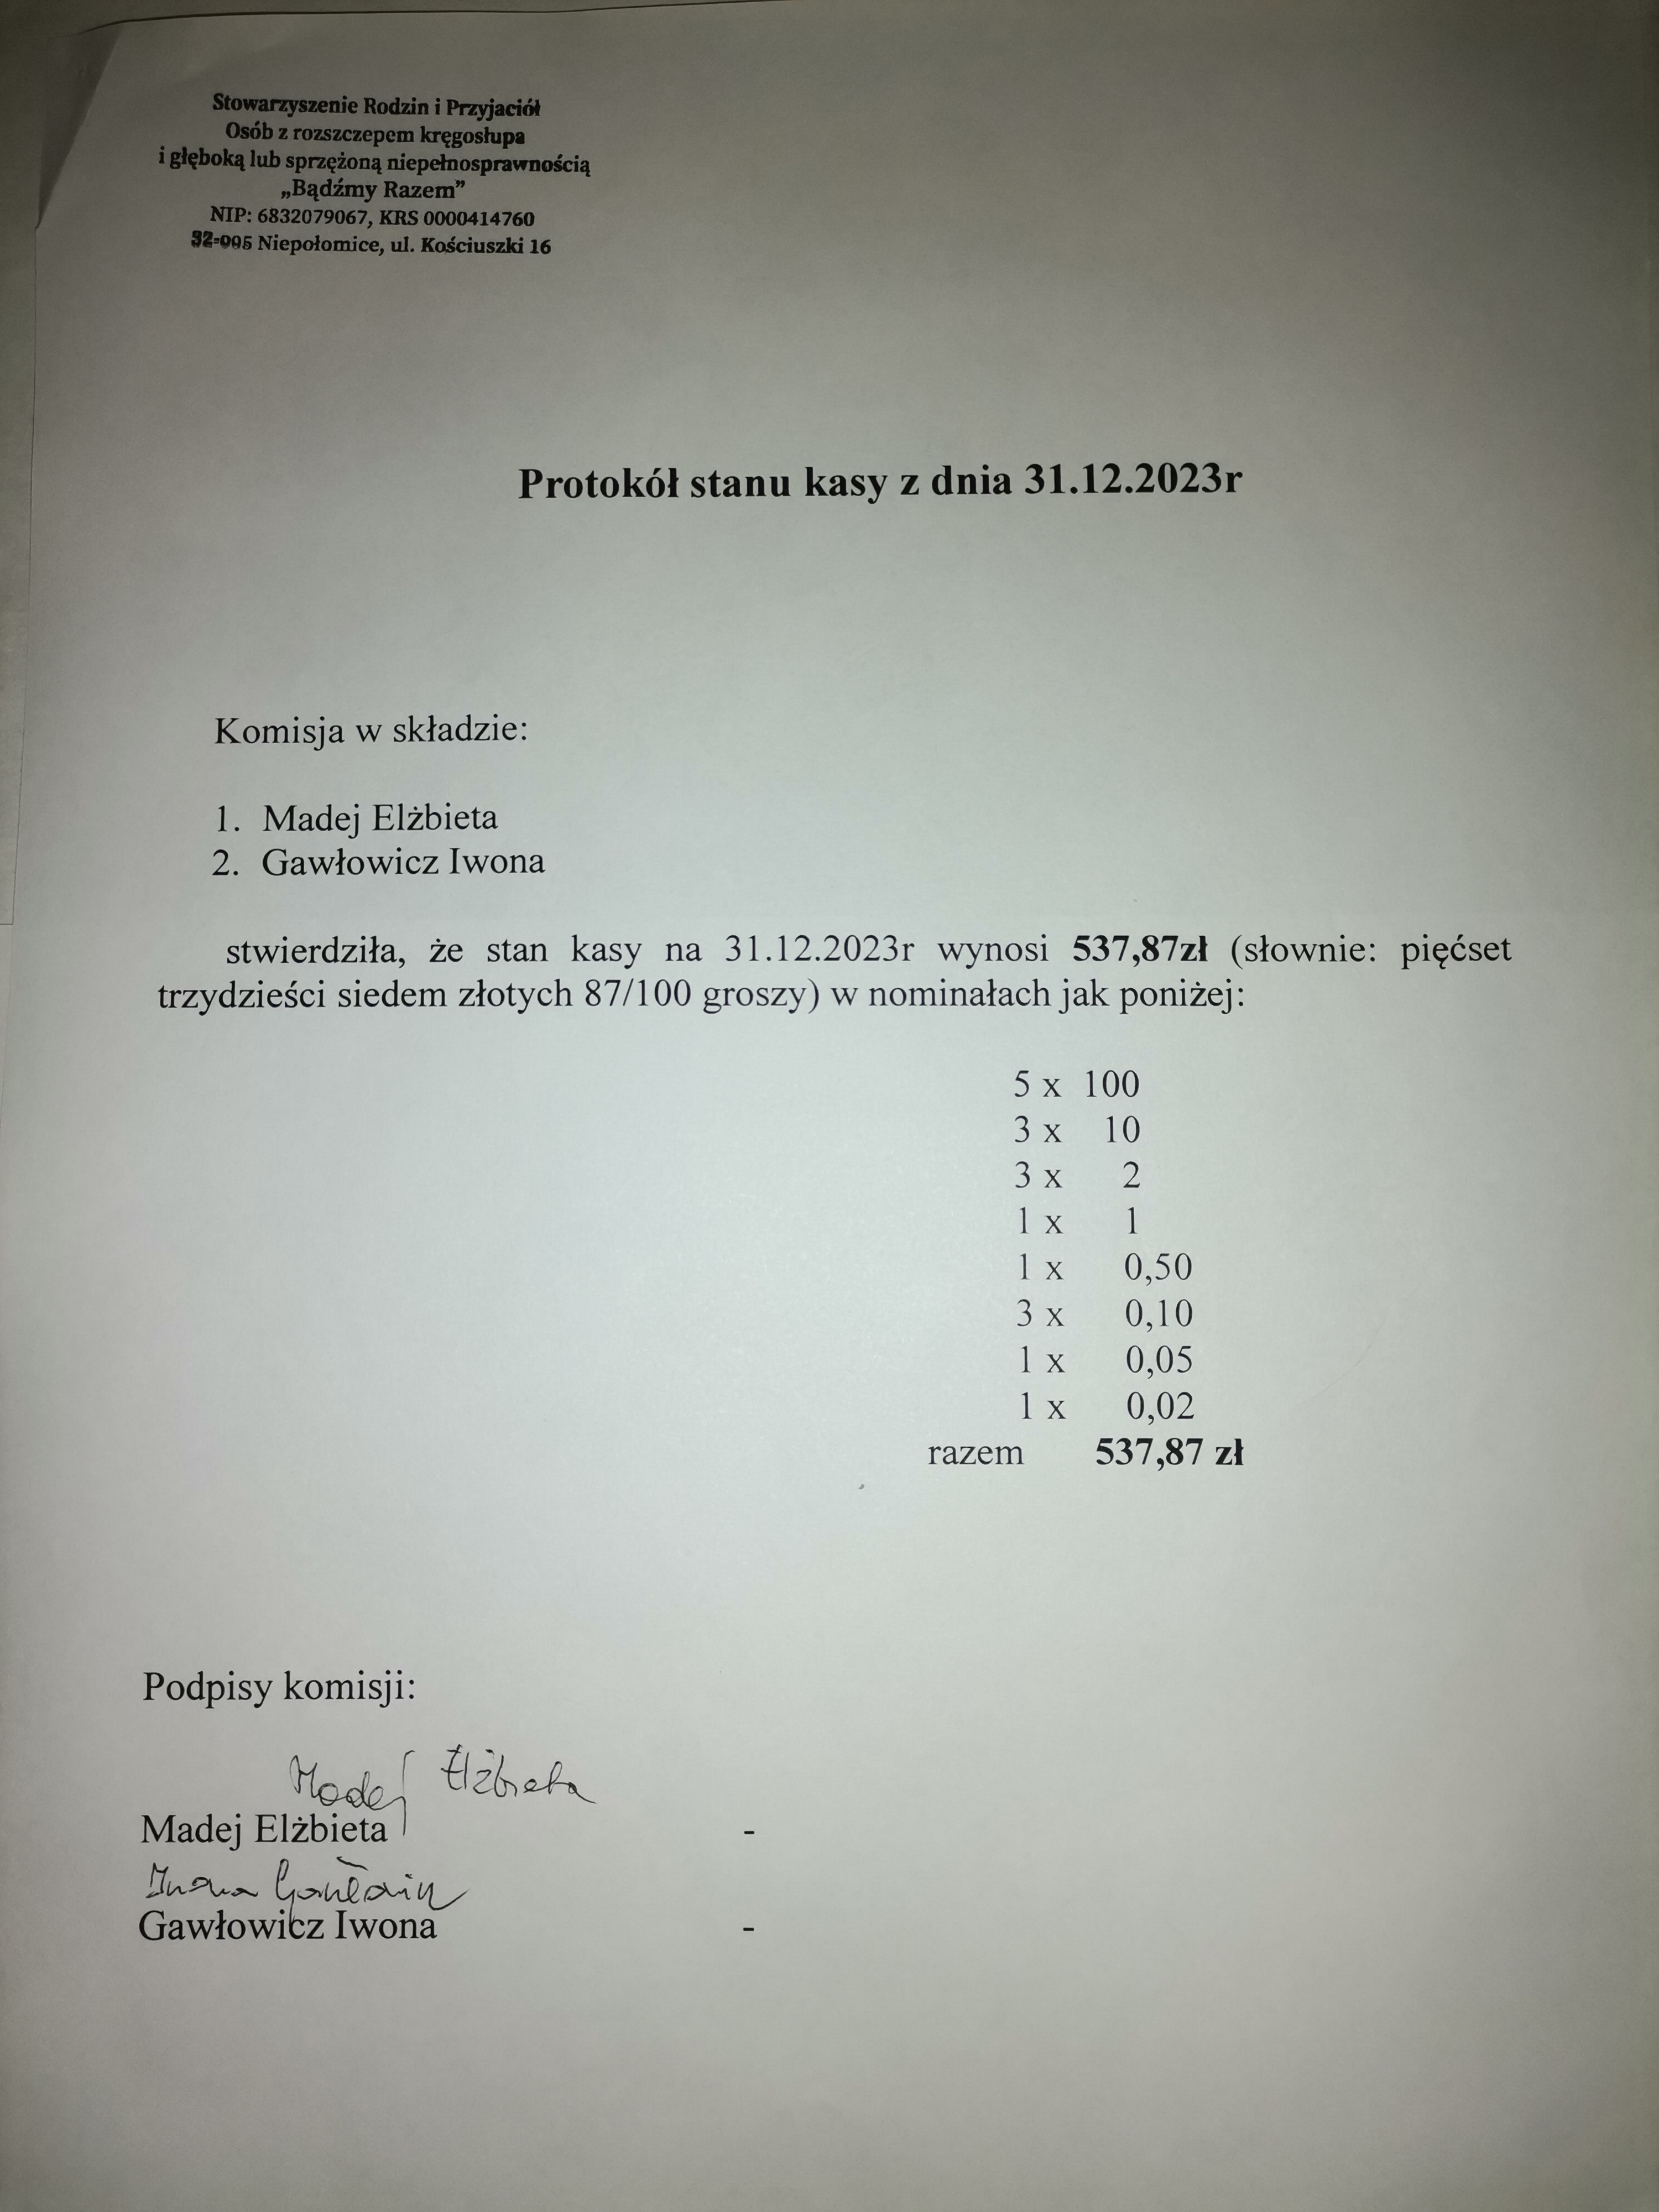 Stowarzyszenie Rodzin i Przyjaciół
Osób z rozszczepem kręgosłupa
i głęboką lub sprzężoną niepełnosprawnością
„Bądźmy Razem”
NIP: 6832079067, KRS 0000414760
32-005 Niepołomice, ul. Kościuszki 16
Protokół stanu kasy z dnia 31.12.2023r
Komisja w składzie:
1. Madej Elżbieta
2. Gawłowicz Iwona
stwierdziła, że stan kasy na 31.12.2023r wynosi 537,87zł (słownie: pięćset
trzydzieści siedem złotych 87/100 groszy) w nominałach jak poniżej:
5 x 100
3 x 10
3 x 2
1 x 1
1 x 0,50
3 x 0,10
1 x 0,05
1 x 0,02
razem 537,87 zł
Podpisy komisji:
Madej Elżbieta
Madej Elżbieta -
Iwona Gawłowicz
Gawłowicz Iwona -